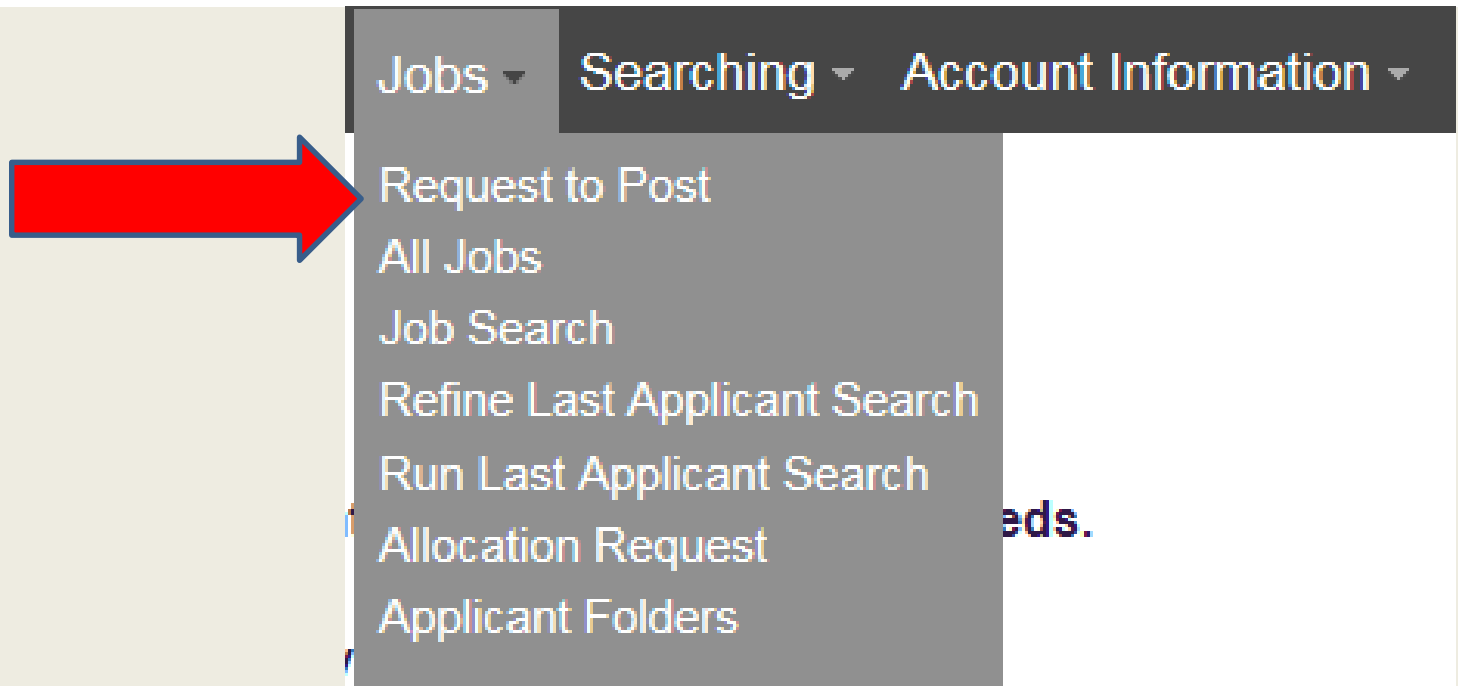 Jobs Searching Account Information
Request to Post
All Jobs
Job Search
Refine Last Applicant Search
Run Last Applicant Search
Allocation Request
Applicant Folders